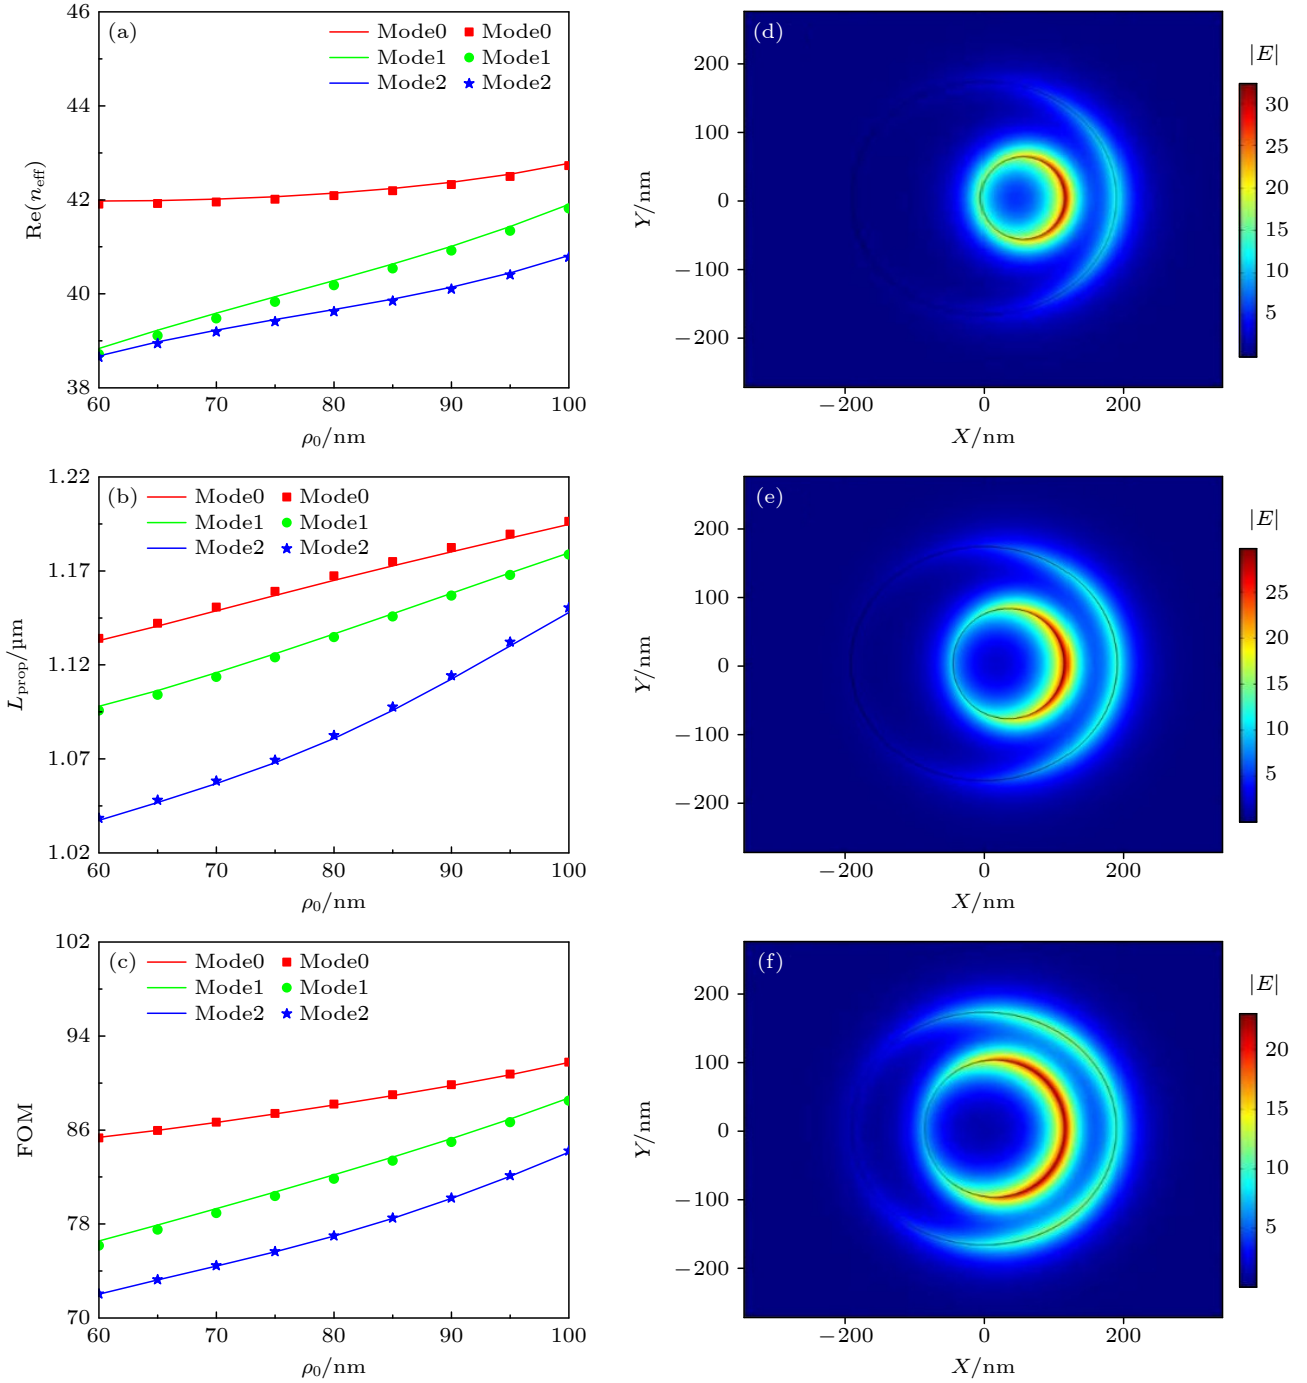 (a)
Mode0 Mode0
Mode1 Mode1
Mode2 Mode2
Re(n_eff)
46
44
42
40
38
60 70 80 90 100
ρ₀/nm
(d)
|E|
Y/nm
200
100
0
−100
−200
−200 0 200
X/nm
30
25
20
15
10
5
(b)
Mode0 Mode0
Mode1 Mode1
Mode2 Mode2
L_prop/µm
1.22
1.17
1.12
1.07
1.02
60 70 80 90 100
ρ₀/nm
(e)
|E|
Y/nm
200
100
0
−100
−200
−200 0 200
X/nm
25
20
15
10
5
(c)
Mode0 Mode0
Mode1 Mode1
Mode2 Mode2
FOM
102
94
86
78
70
60 70 80 90 100
ρ₀/nm
(f)
|E|
Y/nm
200
100
0
−100
−200
−200 0 200
X/nm
20
15
10
5